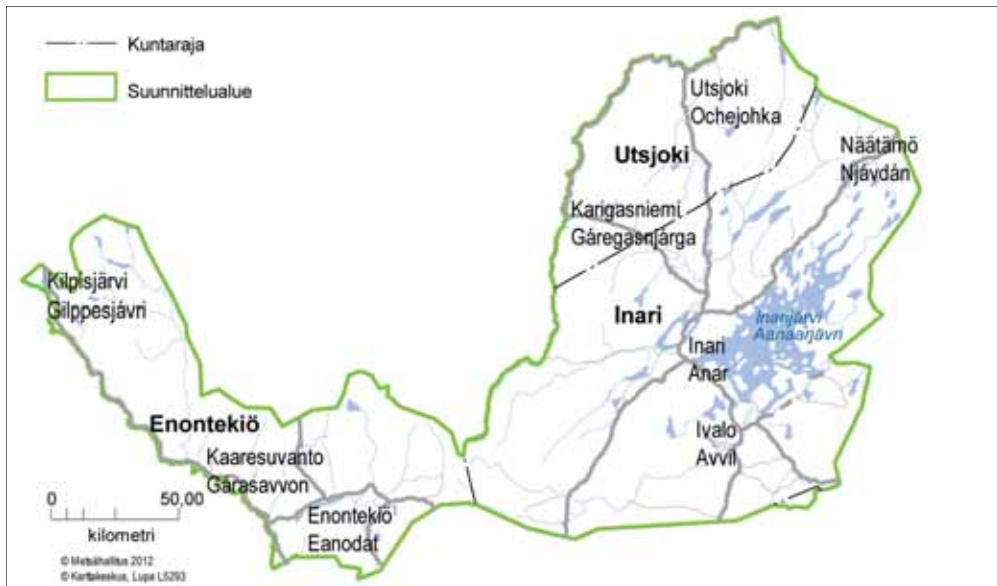 Kuntaraja
Suunnittelualue
Utsjoki
Ochejohka
Utsjoki
Näätämö
Njávdán
Karigasniemi
Gáregasnjárga
Kilpisjärvi
Gilppesjávri
Inari
Inarijärvi
Aanaarjävri
Inari
Anar
Enontekiö
Ivalo
Avvil
Kaaresuvanto
Gárasavvon
0 50,00
kilometri
Enontekiö
Eanodat
© Metsähallitus 2012
© Karttakeskus, Lupa L5293